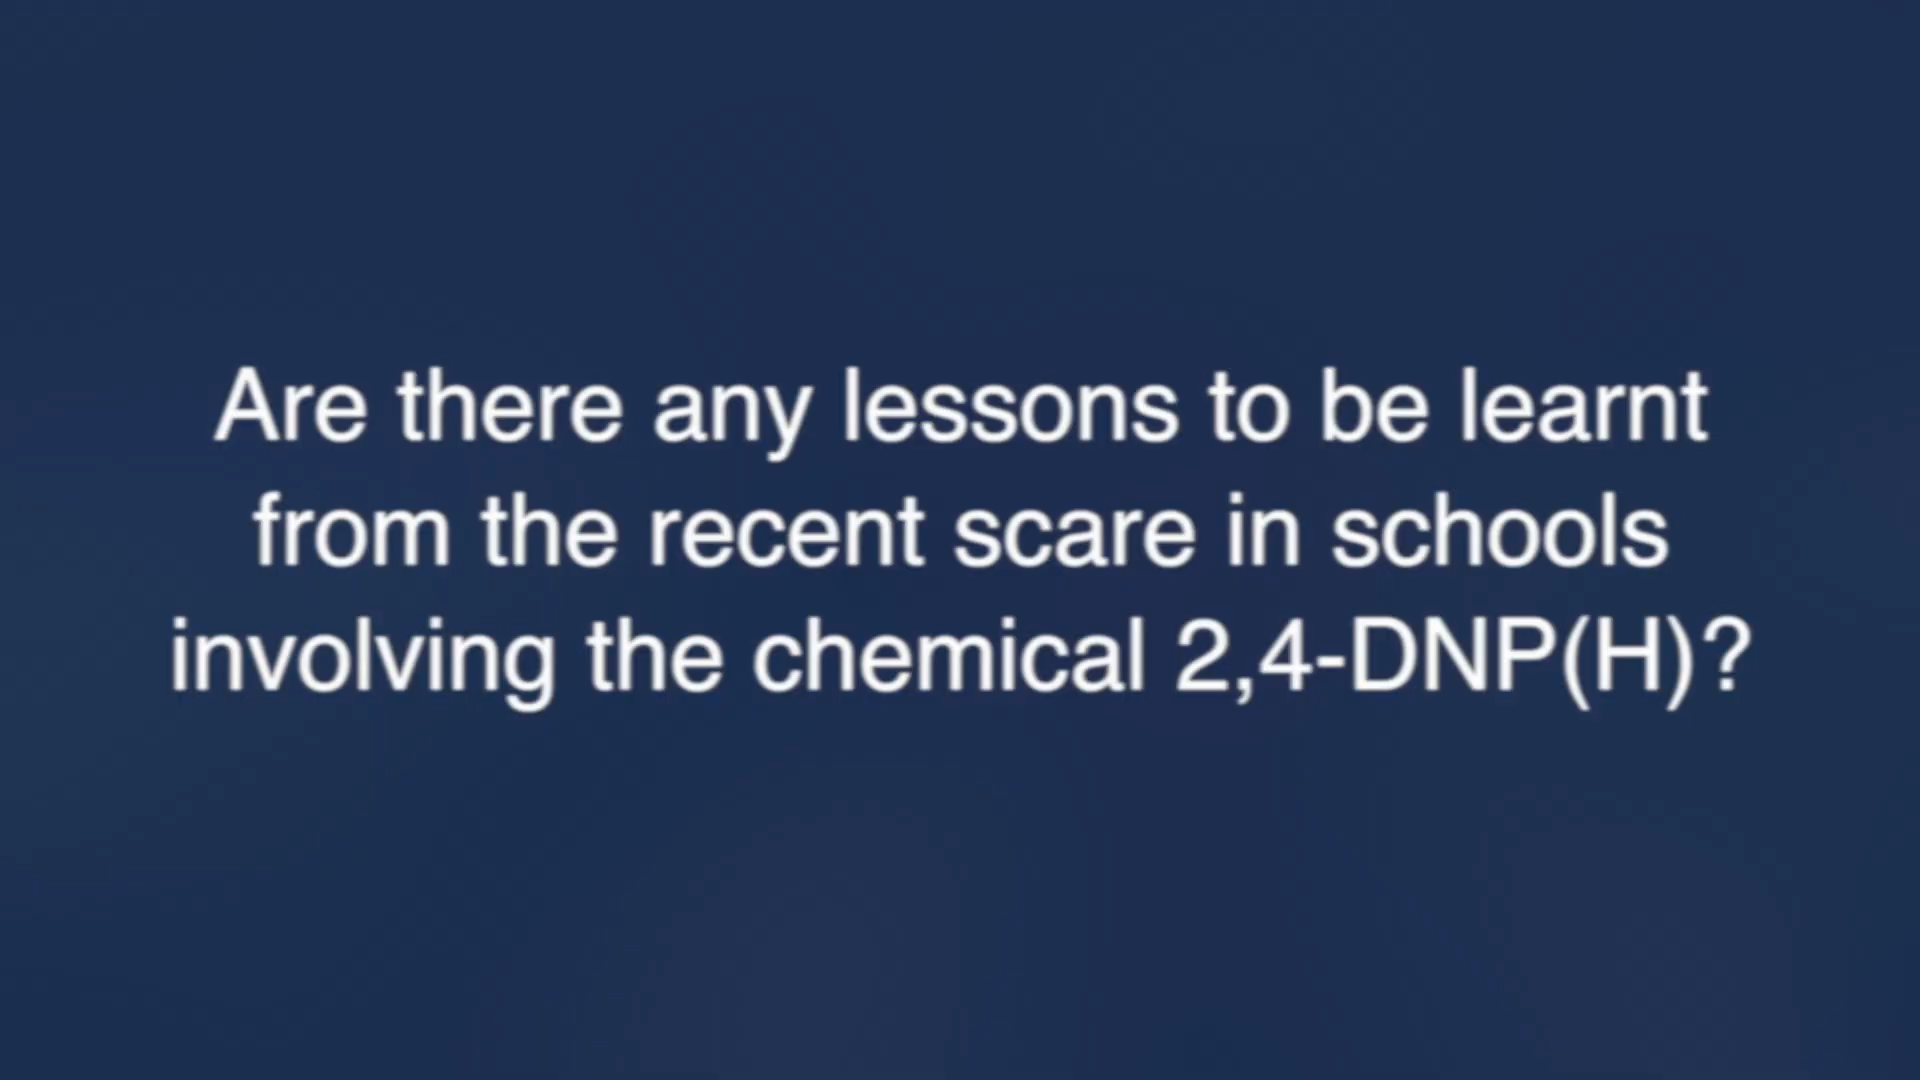 Are there any lessons to be learnt
from the recent scare in schools
involving the chemical 2,4-DNP(H)?